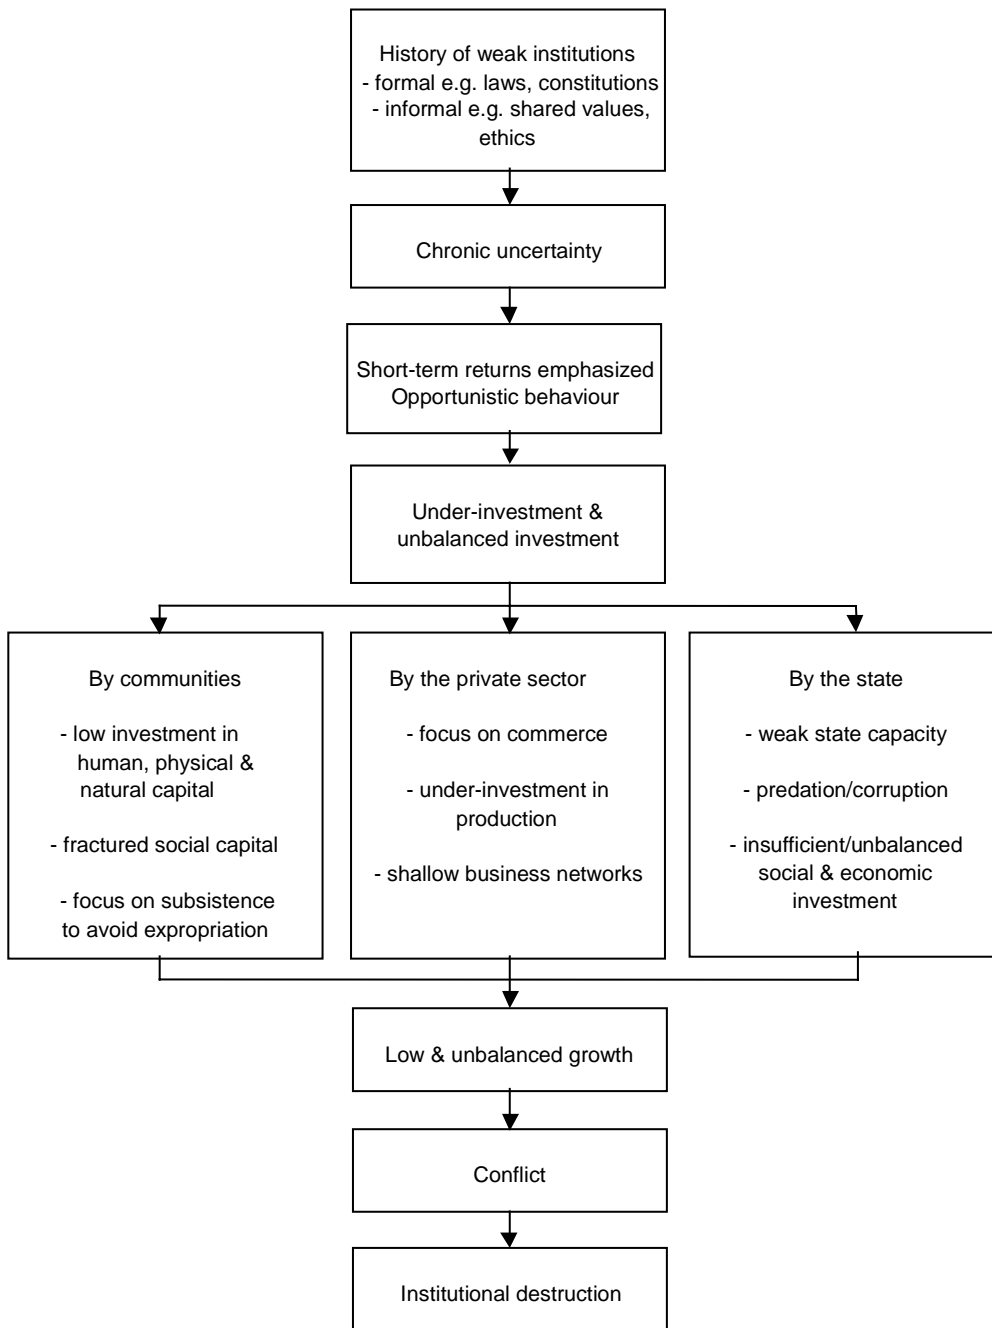 History of weak institutions
- formal e.g. laws, constitutions
- informal e.g. shared values,
ethics
Chronic uncertainty
Short-term returns emphasized
Opportunistic behaviour
Under-investment &
unbalanced investment
By communities
- low investment in
human, physical &
natural capital
- fractured social capital
- focus on subsistence
to avoid expropriation
By the private sector
- focus on commerce
- under-investment in
production
- shallow business networks
By the state
- weak state capacity
- predation/corruption
- insufficient/unbalanced
social & economic
investment
Low & unbalanced growth
Conflict
Institutional destruction